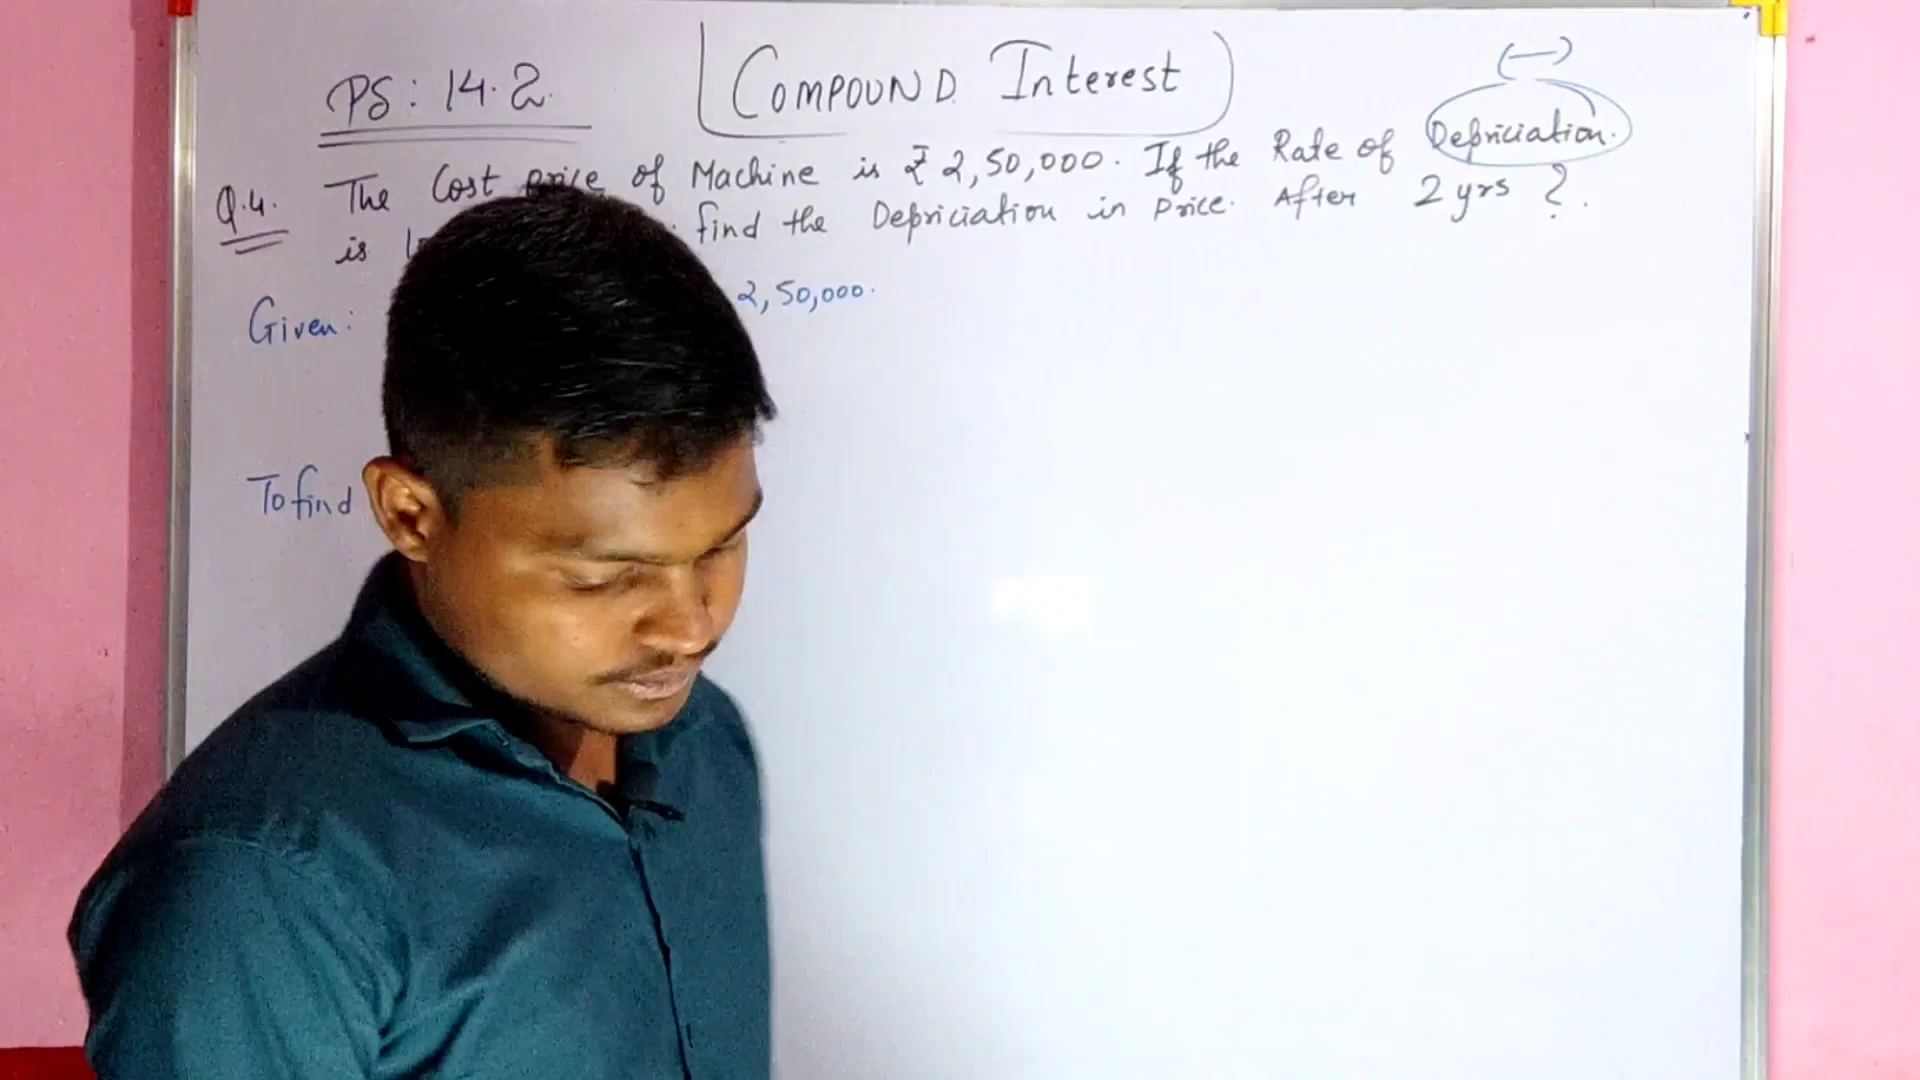 PS: 14.2
COMPOUND Interest
(—)
Q.4. The Cost price of Machine is ₹ 2,50,000. If the Rate of Depriciation.
is find the Depriciation in price. After 2 yrs ?.
Given: 2,50,000.
To find